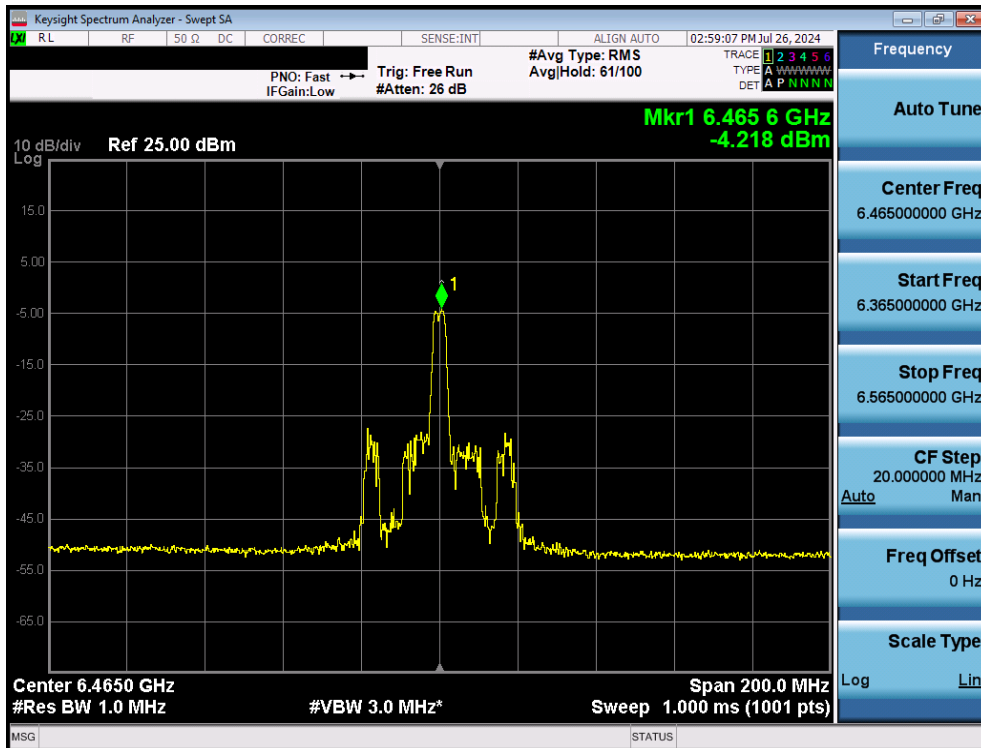 Keysight Spectrum Analyzer - Swept SA
LXI RL RF 50 Ω DC CORREC SENSE:INT ALIGN AUTO 02:59:07 PM Jul 26, 2024
PNO: Fast
IFGain:Low
Trig: Free Run
#Atten: 26 dB
#Avg Type: RMS
Avg|Hold: 61/100
TRACE 1 2 3 4 5 6
TYPE A WWWWW
DET A P N N N N
Mkr1 6.465 6 GHz
-4.218 dBm
10 dB/div
Log
Ref 25.00 dBm
15.0
5.00
-5.00
-15.0
-25.0
-35.0
-45.0
-55.0
-65.0
1
Center 6.4650 GHz
#Res BW 1.0 MHz
#VBW 3.0 MHz*
Span 200.0 MHz
Sweep 1.000 ms (1001 pts)
MSG
STATUS
Frequency
Auto Tune
Center Freq
6.465000000 GHz
Start Freq
6.365000000 GHz
Stop Freq
6.565000000 GHz
CF Step
20.000000 MHz
Auto Man
Freq Offset
0 Hz
Scale Type
Log Lin